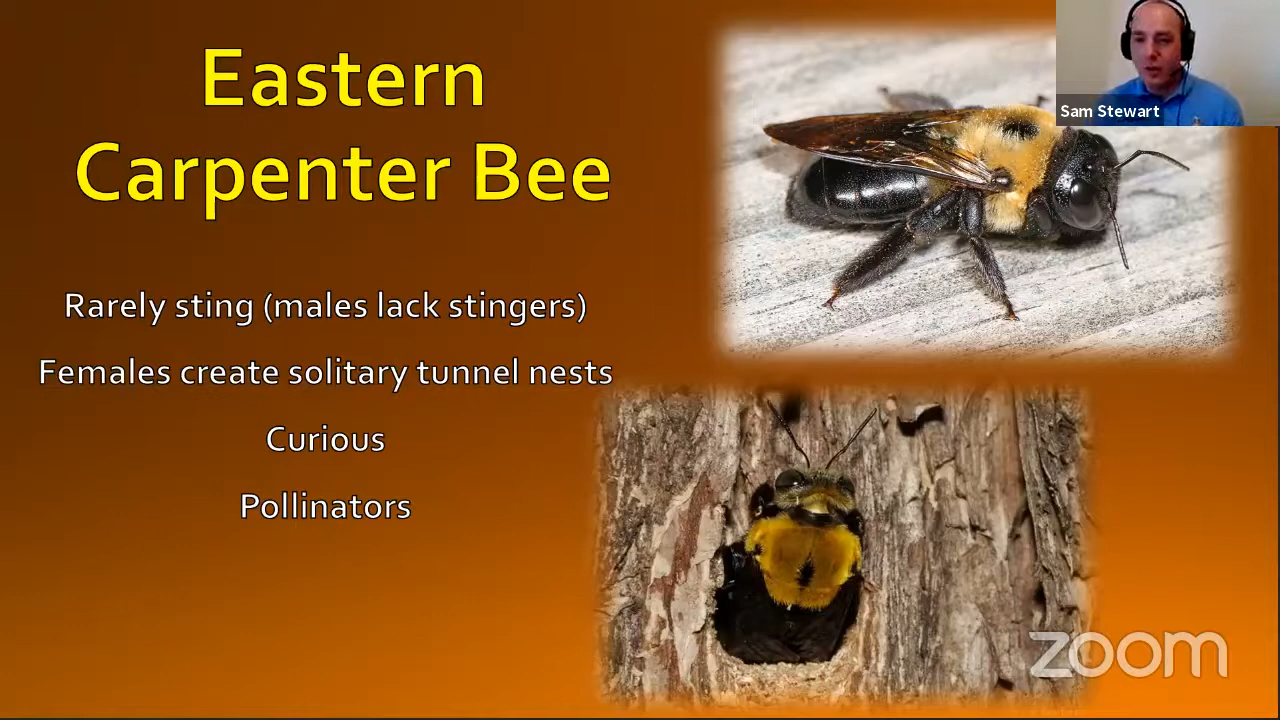 Eastern
Carpenter Bee
Sam Stewart
Rarely sting (males lack stingers)
Females create solitary tunnel nests
Curious
Pollinators
zoom